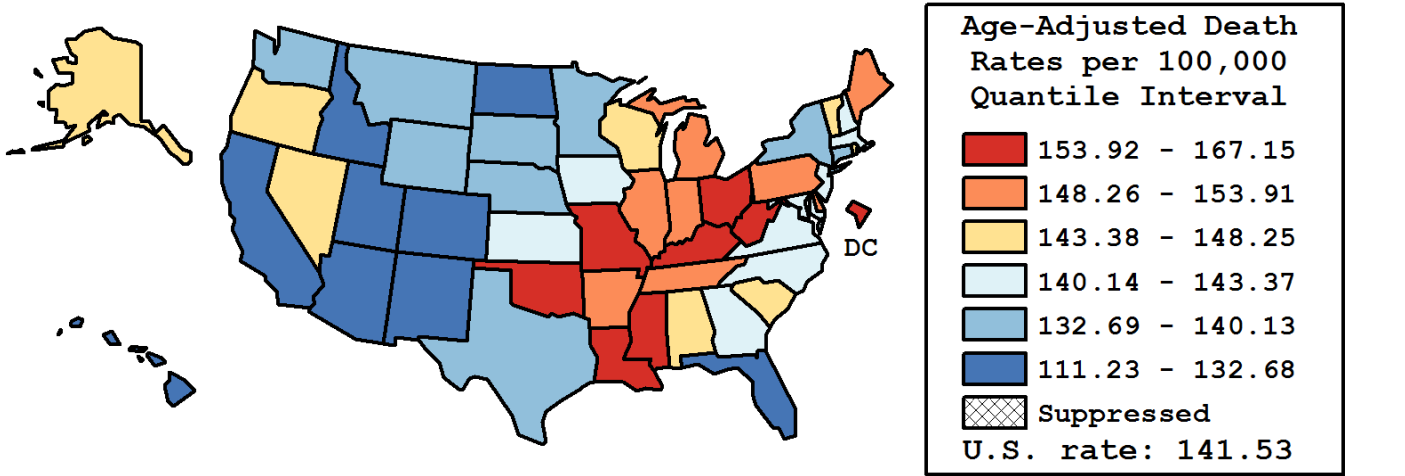 Age-Adjusted Death
Rates per 100,000
Quantile Interval
153.92 - 167.15
148.26 - 153.91
143.38 - 148.25
140.14 - 143.37
132.69 - 140.13
111.23 - 132.68
Suppressed
U.S. rate: 141.53
DC